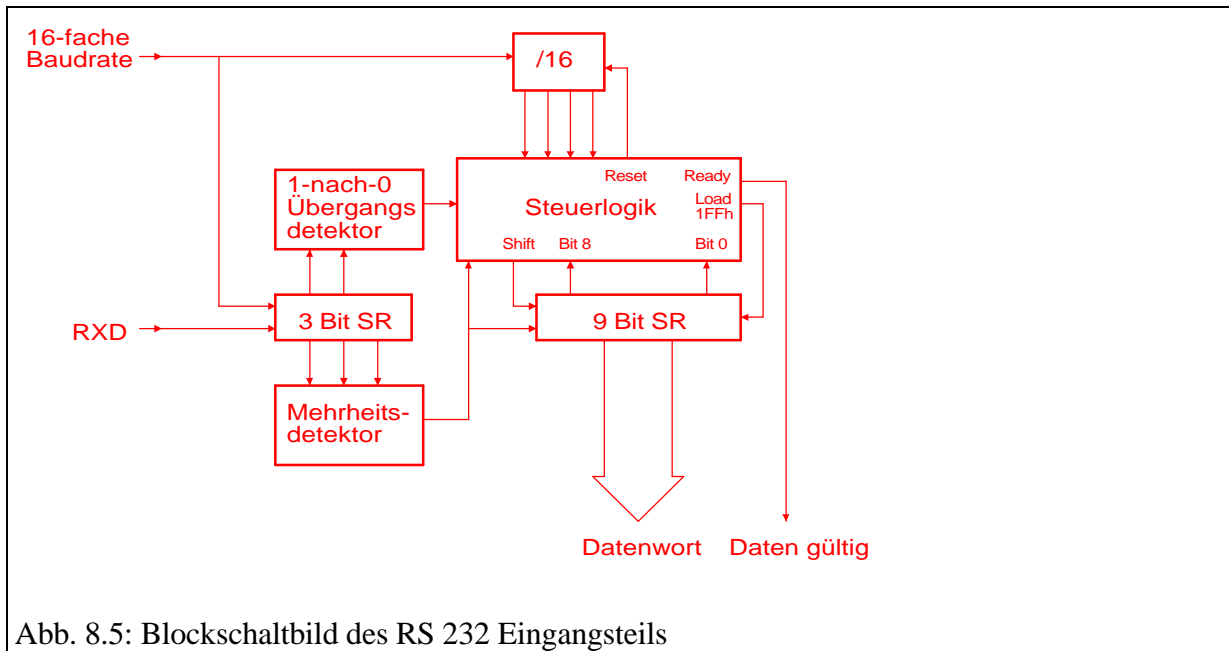 16-fache
Baudrate
/16
1-nach-0
Übergangs
detektor
Reset
Ready
Load
1FFh
Steuerlogik
Shift
Bit 8
Bit 0
RXD
3 Bit SR
9 Bit SR
Mehrheits-
detektor
Datenwort
Daten gültig
Abb. 8.5: Blockschaltbild des RS 232 Eingangsteils